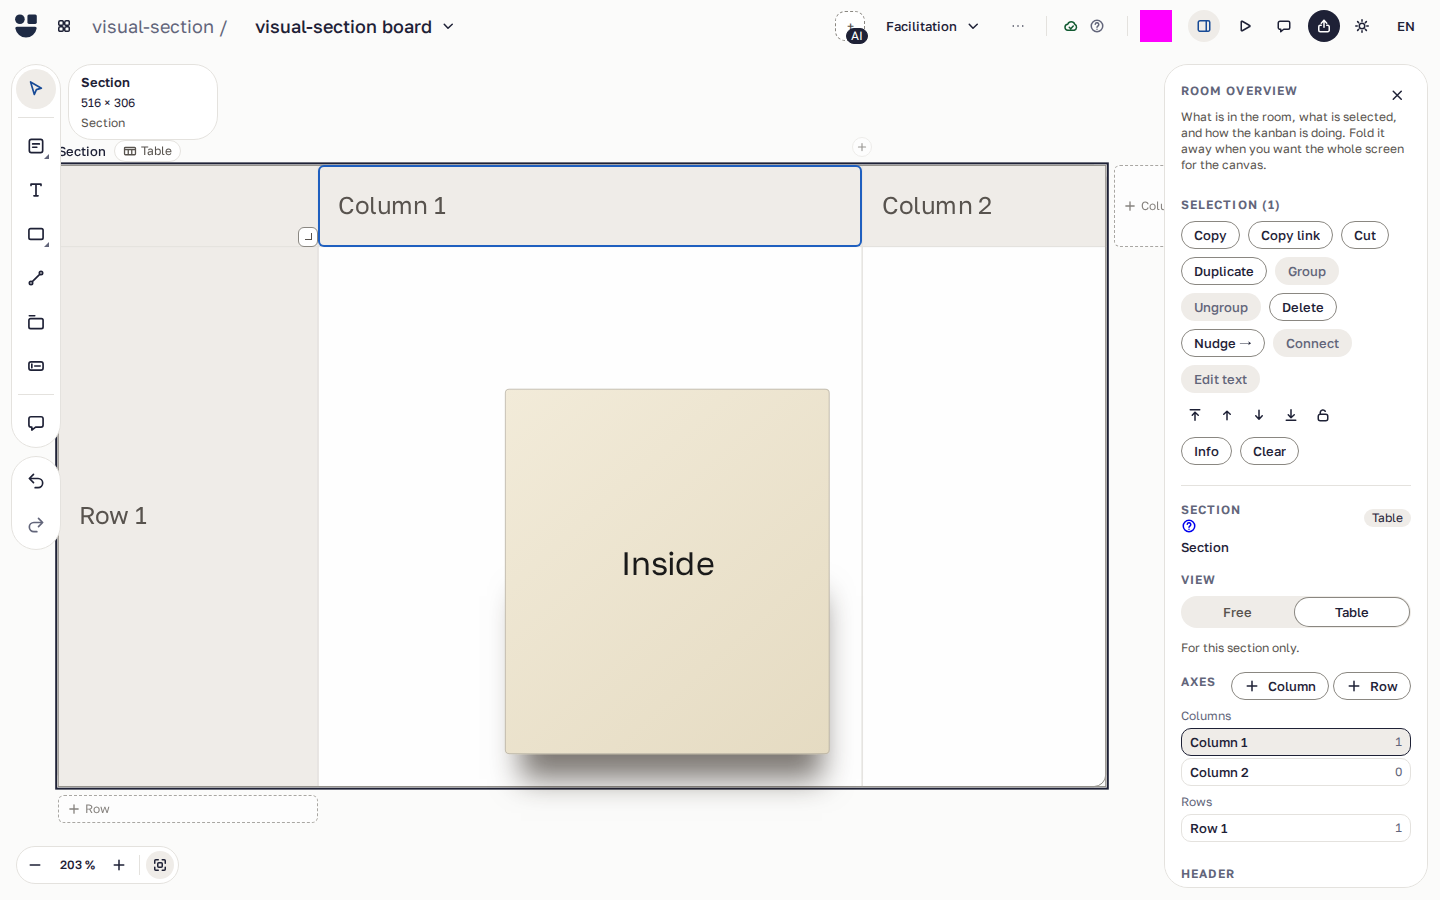 visual-section /
visual-section board
AI
Facilitation
EN
Section
516 × 306
Section
Section
Table
Column 1
Column 2
Row 1
Inside
+ Row
203 %
ROOM OVERVIEW
What is in the room, what is selected,
and how the kanban is doing. Fold it
away when you want the whole screen
for the canvas.
SELECTION (1)
Copy
Copy link
Cut
Duplicate
Group
Ungroup
Delete
Nudge →
Connect
Edit text
Info
Clear
SECTION
Table
Section
VIEW
Free
Table
For this section only.
AXES
+ Column
+ Row
Columns
Column 1 1
Column 2 0
Rows
Row 1 1
HEADER